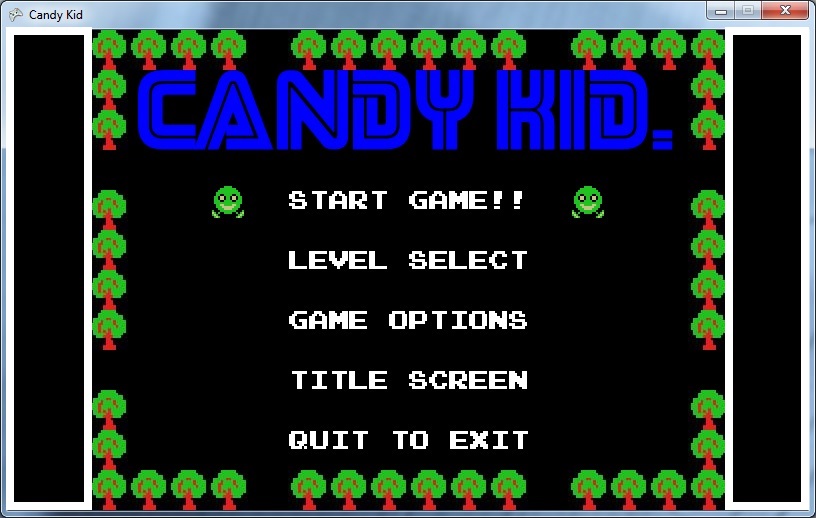 Candy Kid
CANDY KID.
START GAME!!
LEVEL SELECT
GAME OPTIONS
TITLE SCREEN
QUIT TO EXIT